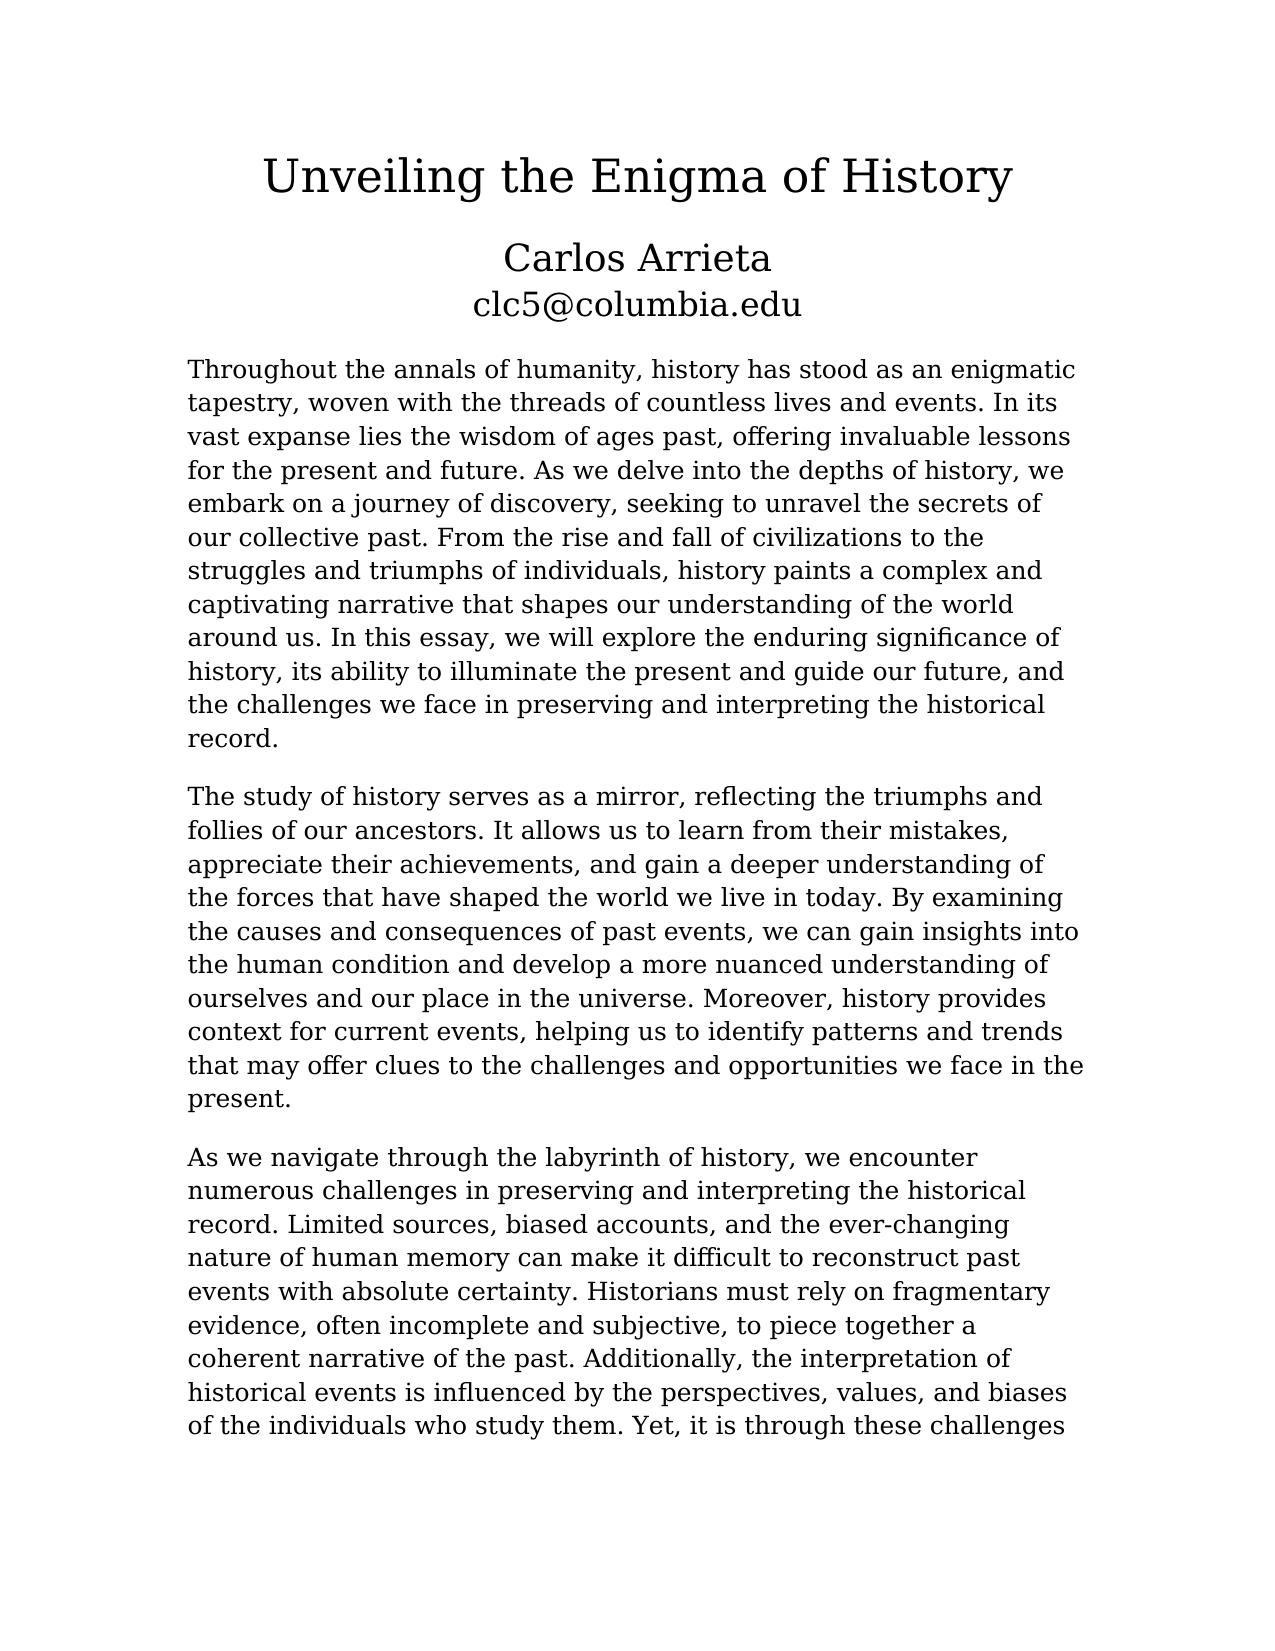 Unveiling the Enigma of History
Carlos Arrieta
clc5@columbia.edu
Throughout the annals of humanity, history has stood as an enigmatic
tapestry, woven with the threads of countless lives and events. In its
vast expanse lies the wisdom of ages past, offering invaluable lessons
for the present and future. As we delve into the depths of history, we
embark on a journey of discovery, seeking to unravel the secrets of
our collective past. From the rise and fall of civilizations to the
struggles and triumphs of individuals, history paints a complex and
captivating narrative that shapes our understanding of the world
around us. In this essay, we will explore the enduring significance of
history, its ability to illuminate the present and guide our future, and
the challenges we face in preserving and interpreting the historical
record.
The study of history serves as a mirror, reflecting the triumphs and
follies of our ancestors. It allows us to learn from their mistakes,
appreciate their achievements, and gain a deeper understanding of
the forces that have shaped the world we live in today. By examining
the causes and consequences of past events, we can gain insights into
the human condition and develop a more nuanced understanding of
ourselves and our place in the universe. Moreover, history provides
context for current events, helping us to identify patterns and trends
that may offer clues to the challenges and opportunities we face in the
present.
As we navigate through the labyrinth of history, we encounter
numerous challenges in preserving and interpreting the historical
record. Limited sources, biased accounts, and the ever-changing
nature of human memory can make it difficult to reconstruct past
events with absolute certainty. Historians must rely on fragmentary
evidence, often incomplete and subjective, to piece together a
coherent narrative of the past. Additionally, the interpretation of
historical events is influenced by the perspectives, values, and biases
of the individuals who study them. Yet, it is through these challenges